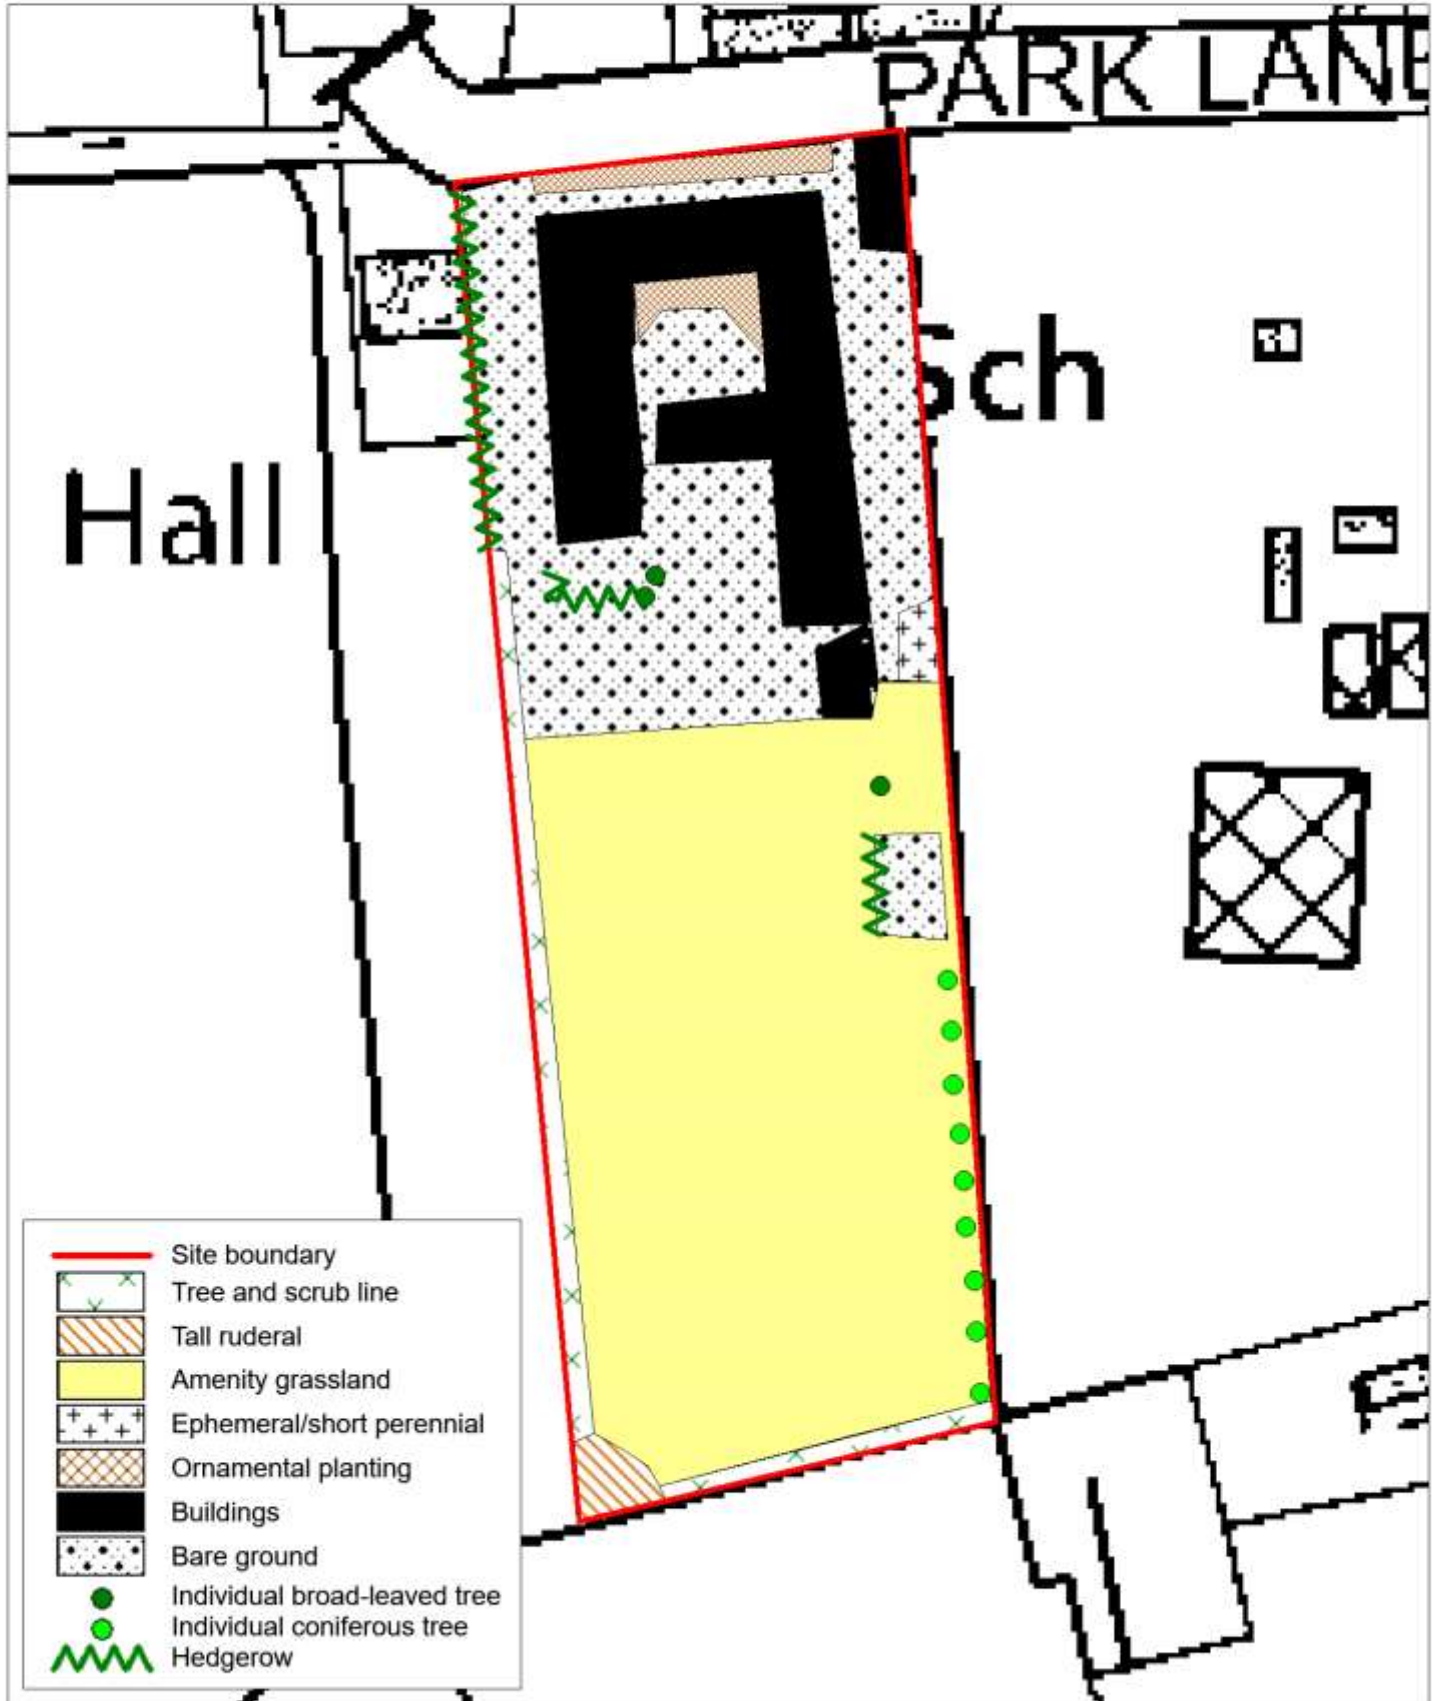 PARK LANE
Sch
Hall
Site boundary
Tree and scrub line
Tall ruderal
Amenity grassland
Ephemeral/short perennial
Ornamental planting
Buildings
Bare ground
Individual broad-leaved tree
Individual coniferous tree
Hedgerow